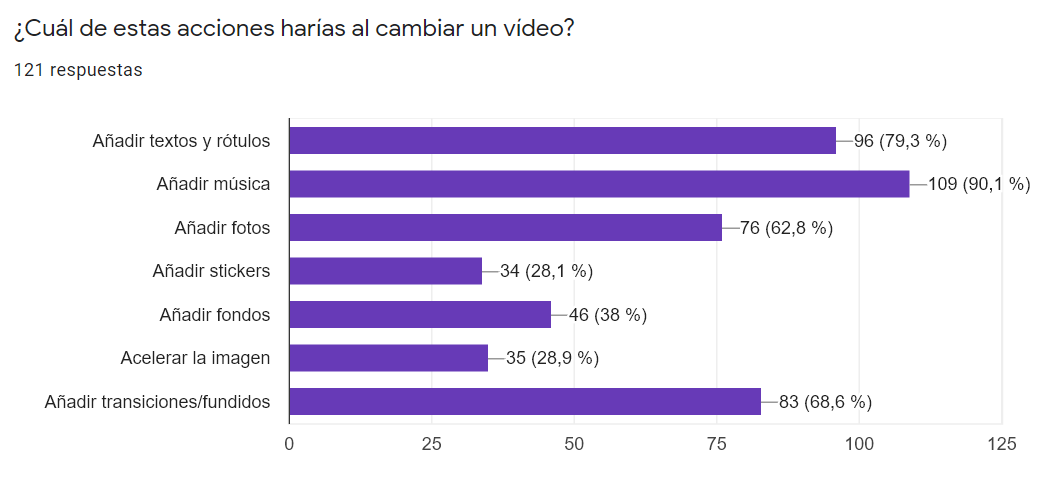 ¿Cuál de estas acciones harías al cambiar un vídeo?
121 respuestas
Añadir textos y rótulos 96 (79,3 %)
Añadir música 109 (90,1 %)
Añadir fotos 76 (62,8 %)
Añadir stickers 34 (28,1 %)
Añadir fondos 46 (38 %)
Acelerar la imagen 35 (28,9 %)
Añadir transiciones/fundidos 83 (68,6 %)
0 25 50 75 100 125